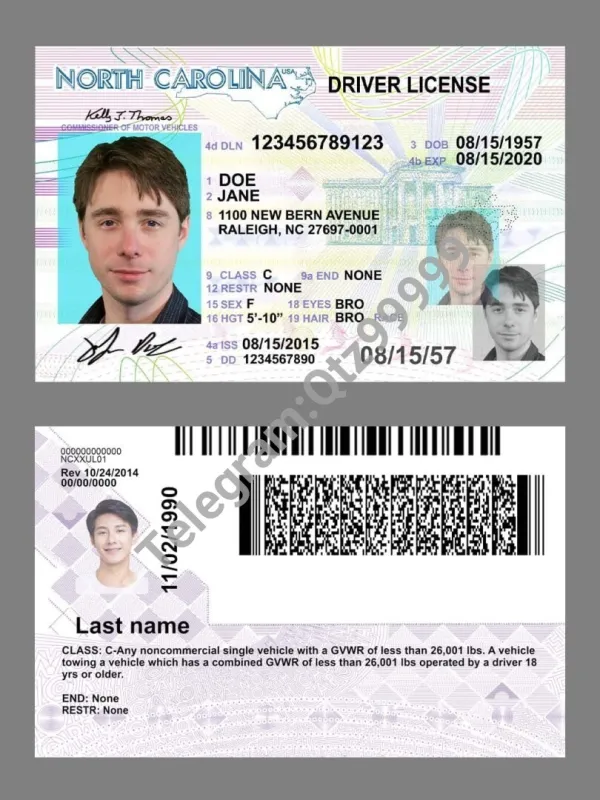 NORTH CAROLINA USA DRIVER LICENSE
Kelly J. Thomas
COMMISSIONER OF MOTOR VEHICLES
4d DLN 123456789123 3 DOB 08/15/1957
4b EXP 08/15/2020
1 DOE
2 JANE
8 1100 NEW BERN AVENUE
RALEIGH, NC 27697-0001
9 CLASS C 9a END NONE
12 RESTR NONE
15 SEX F 18 EYES BRO
16 HGT 5'-10" 19 HAIR BRO RACE
4a ISS 08/15/2015
5 DD 1234567890
08/15/57
Telegram:Qtz99999
000000000000
NCXXUL01
Rev 10/24/2014
00/00/0000
11/02/1990
Last name
CLASS: C-Any noncommercial single vehicle with a GVWR of less than 26,001 lbs. A vehicle
towing a vehicle which has a combined GVWR of less than 26,001 lbs operated by a driver 18
yrs or older.
END: None
RESTR: None